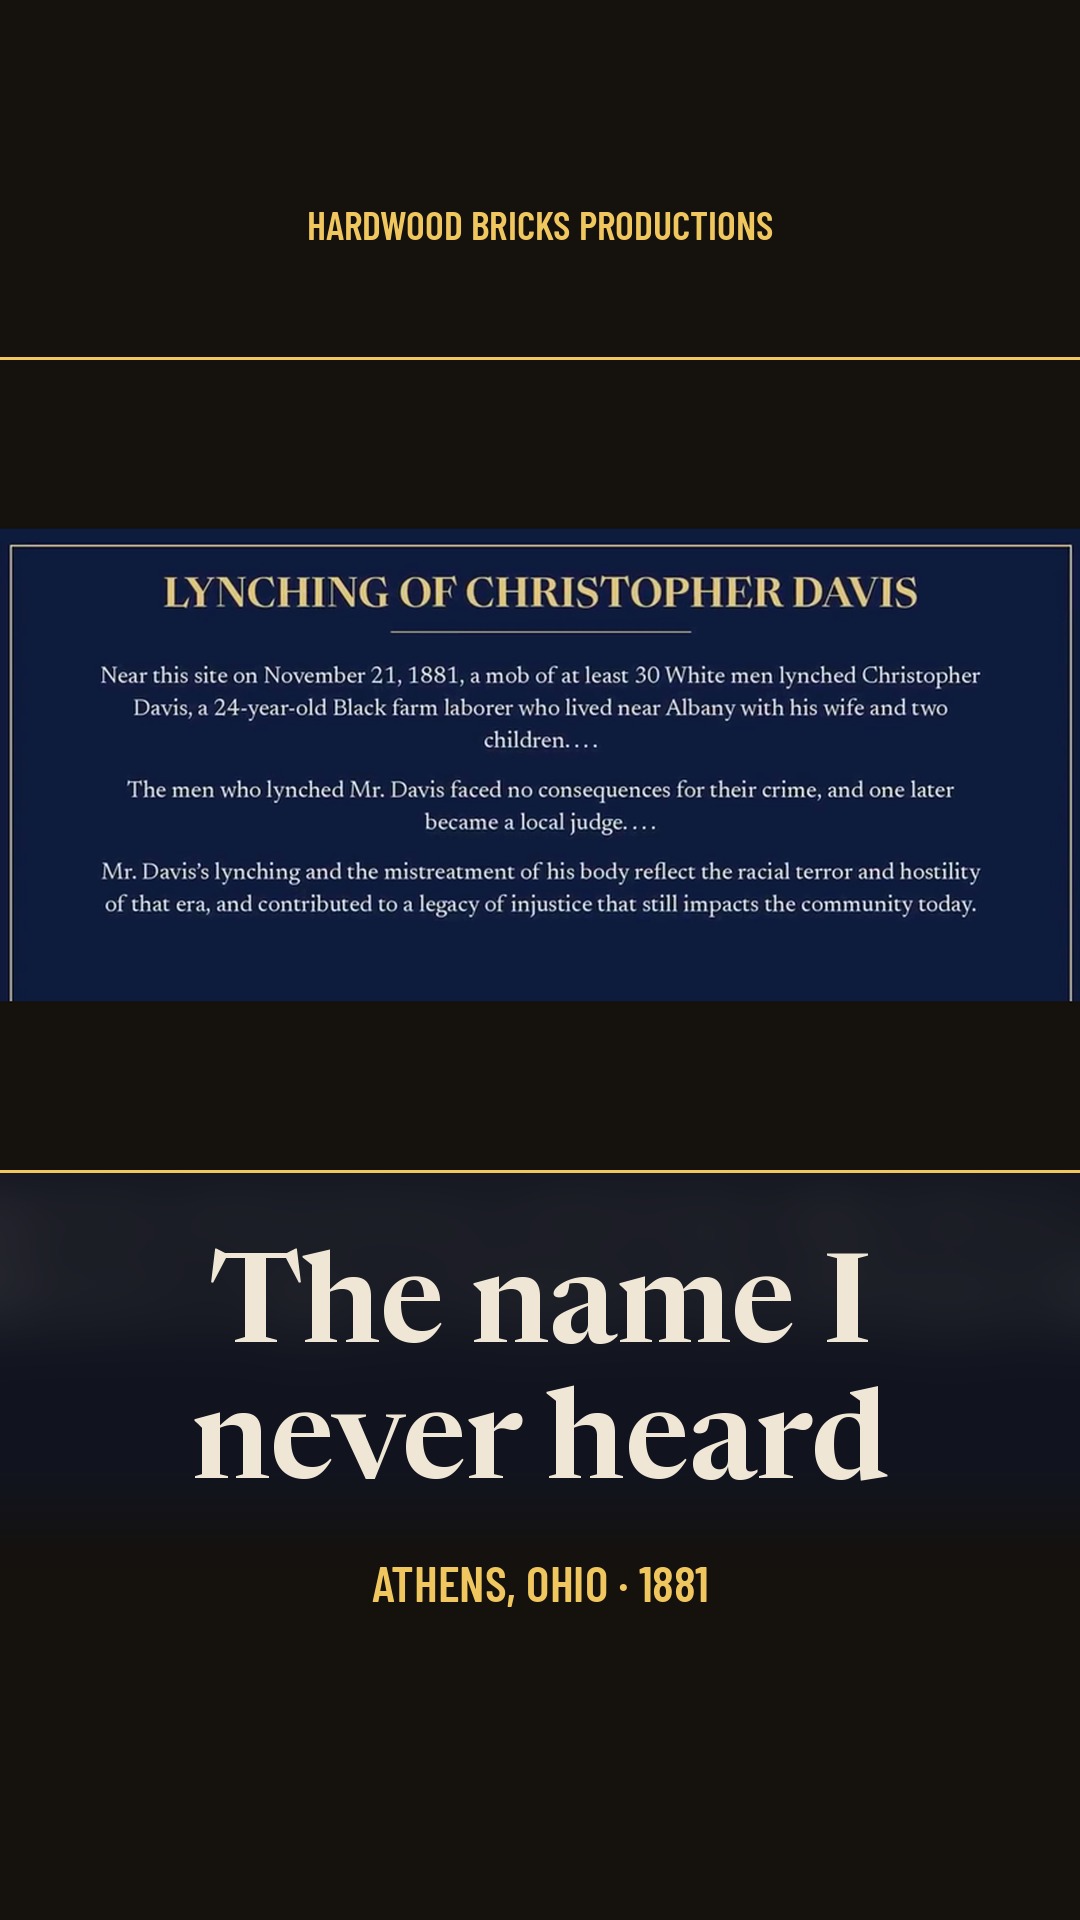 HARDWOOD BRICKS PRODUCTIONS
LYNCHING OF CHRISTOPHER DAVIS
Near this site on November 21, 1881, a mob of at least 30 White men lynched Christopher
Davis, a 24-year-old Black farm laborer who lived near Albany with his wife and two
children. . . .
The men who lynched Mr. Davis faced no consequences for their crime, and one later
became a local judge. . . .
Mr. Davis’s lynching and the mistreatment of his body reflect the racial terror and hostility
of that era, and contributed to a legacy of injustice that still impacts the community today.
The name I
never heard
ATHENS, OHIO · 1881